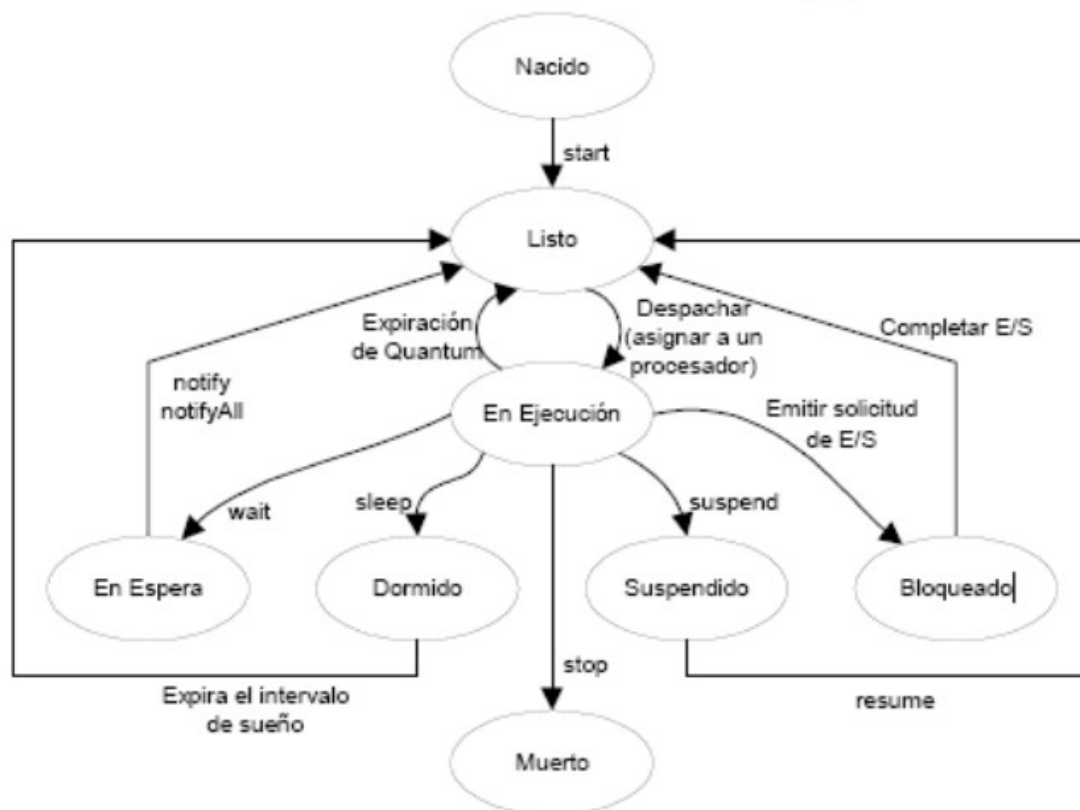 Nacido
start
Listo
Expiración
de Quantum
Despachar
(asignar a un
procesador)
Completar E/S
notify
notifyAll
En Ejecución
Emitir solicitud
de E/S
wait
sleep
suspend
En Espera
Dormido
Suspendido
Bloqueado
stop
Expira el intervalo
de sueño
resume
Muerto